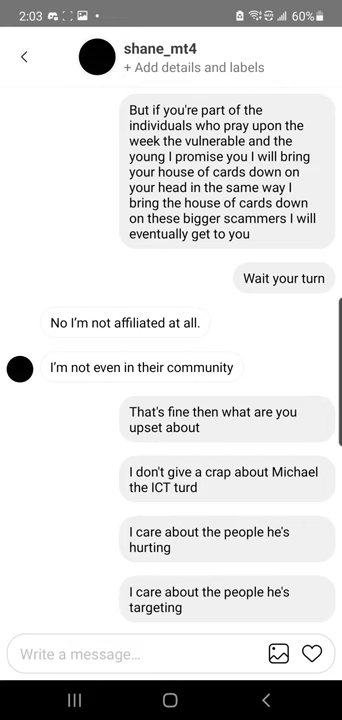 2:03
60%
shane_mt4
+ Add details and labels
But if you're part of the
individuals who pray upon the
week the vulnerable and the
young I promise you I will bring
your house of cards down on
your head in the same way I
bring the house of cards down
on these bigger scammers I will
eventually get to you
Wait your turn
No I'm not affiliated at all.
I'm not even in their community
That's fine then what are you
upset about
I don't give a crap about Michael
the ICT turd
I care about the people he's
hurting
I care about the people he's
targeting
Write a message...